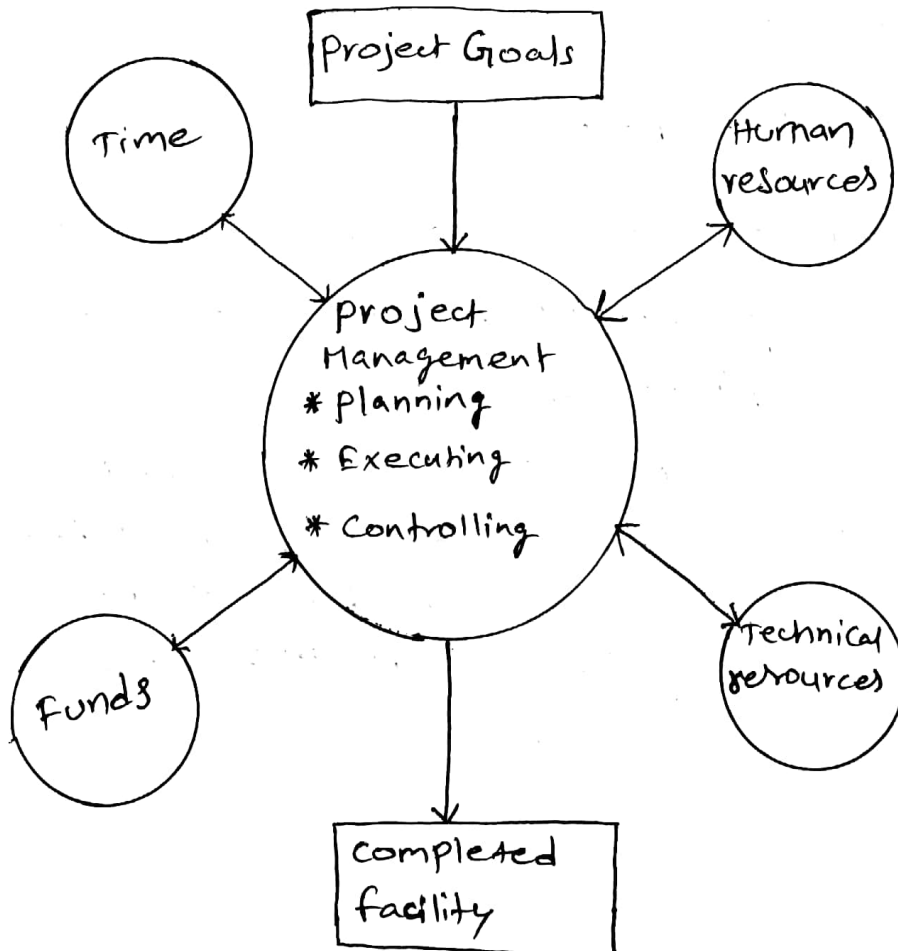 Project Goals
Time
Human
resources
Project
Management
* Planning
* Executing
* Controlling
Funds
Technical
resources
Completed
facility